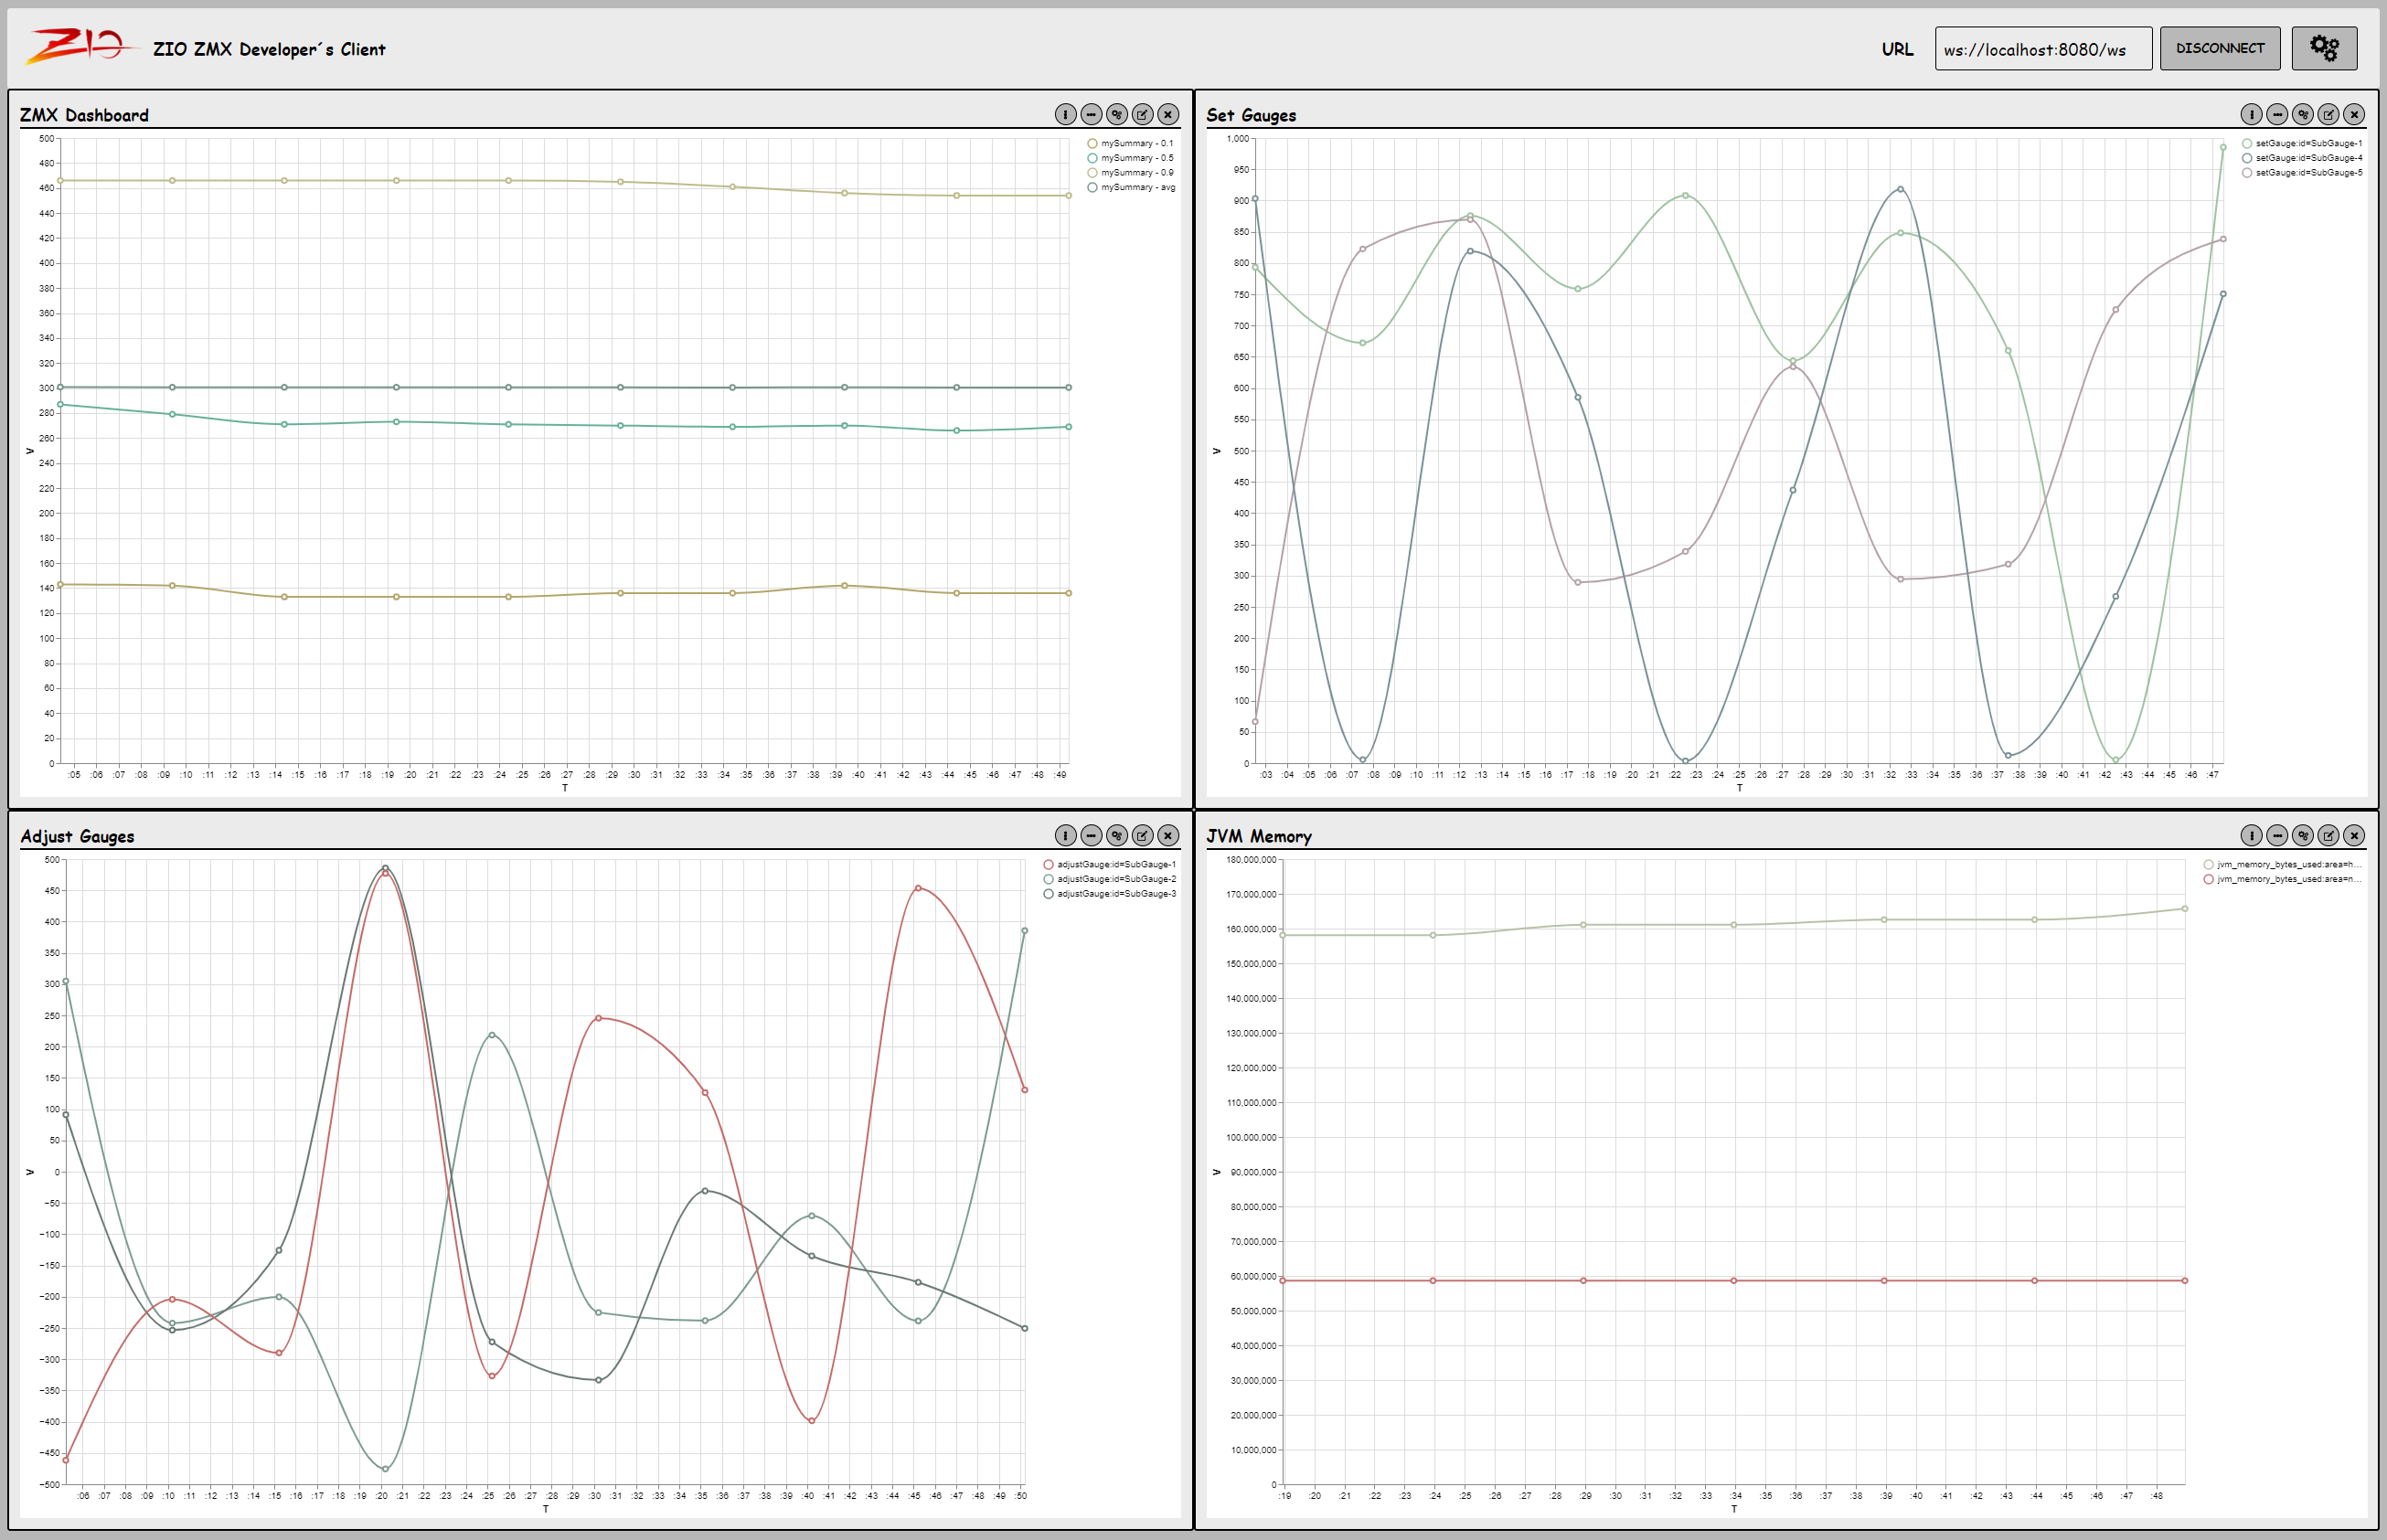 ZIO
ZIO ZMX Developer´s Client
URL
ws://localhost:8080/ws
DISCONNECT
ZMX Dashboard
500
480
460
440
420
400
380
360
340
320
300
280
260
240
220
200
180
160
140
120
100
80
60
40
20
0
V
:05 :06 :07 :08 :09 :10 :11 :12 :13 :14 :15 :16 :17 :18 :19 :20 :21 :22 :23 :24 :25 :26 :27 :28 :29 :30 :31 :32 :33 :34 :35 :36 :37 :38 :39 :40 :41 :42 :43 :44 :45 :46 :47 :48 :49
T
mySummary - 0.1
mySummary - 0.5
mySummary - 0.9
mySummary - avg
Set Gauges
1,000
950
900
850
800
750
700
650
600
550
500
450
400
350
300
250
200
150
100
50
0
V
:03 :04 :05 :06 :07 :08 :09 :10 :11 :12 :13 :14 :15 :16 :17 :18 :19 :20 :21 :22 :23 :24 :25 :26 :27 :28 :29 :30 :31 :32 :33 :34 :35 :36 :37 :38 :39 :40 :41 :42 :43 :44 :45 :46 :47
T
setGauge:id=SubGauge-1
setGauge:id=SubGauge-4
setGauge:id=SubGauge-5
Adjust Gauges
500
450
400
350
300
250
200
150
100
50
0
−50
−100
−150
−200
−250
−300
−350
−400
−450
−500
V
:06 :07 :08 :09 :10 :11 :12 :13 :14 :15 :16 :17 :18 :19 :20 :21 :22 :23 :24 :25 :26 :27 :28 :29 :30 :31 :32 :33 :34 :35 :36 :37 :38 :39 :40 :41 :42 :43 :44 :45 :46 :47 :48 :49 :50
T
adjustGauge:id=SubGauge-1
adjustGauge:id=SubGauge-2
adjustGauge:id=SubGauge-3
JVM Memory
180,000,000
170,000,000
160,000,000
150,000,000
140,000,000
130,000,000
120,000,000
110,000,000
100,000,000
90,000,000
80,000,000
70,000,000
60,000,000
50,000,000
40,000,000
30,000,000
20,000,000
10,000,000
0
V
:19 :20 :21 :22 :23 :24 :25 :26 :27 :28 :29 :30 :31 :32 :33 :34 :35 :36 :37 :38 :39 :40 :41 :42 :43 :44 :45 :46 :47 :48
T
jvm_memory_bytes_used:area=h...
jvm_memory_bytes_used:area=n...